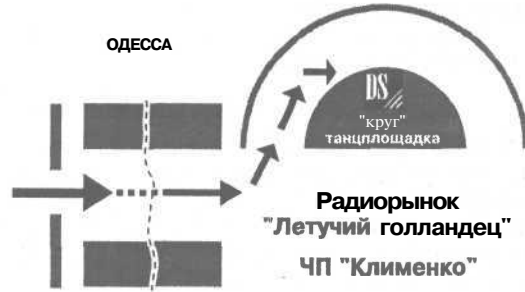 ОДЕССА
DS
"круг"
танцплощадка
Радиорынок
"Летучий голландец"
ЧП "Клименко"